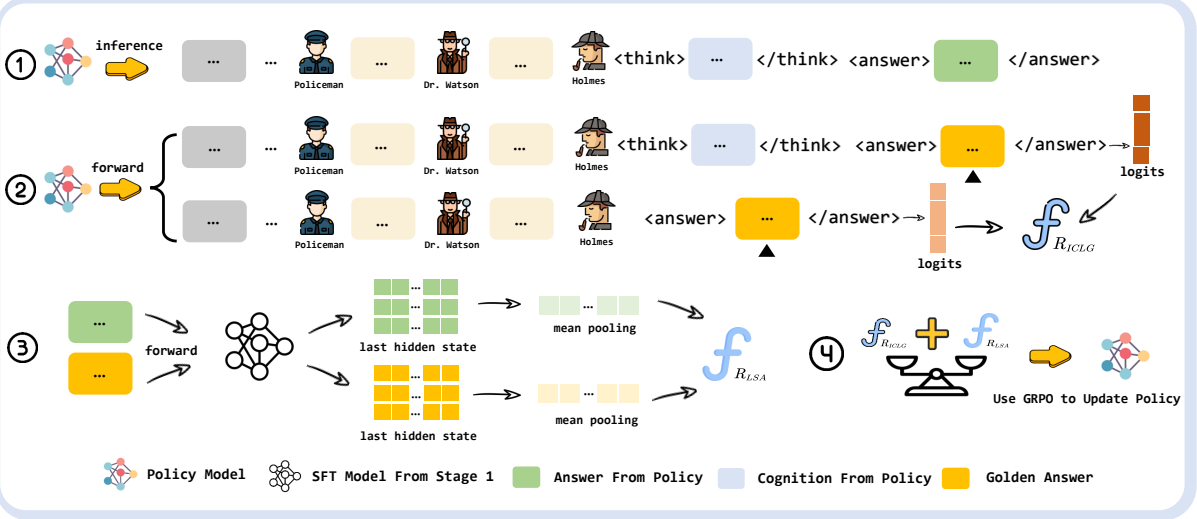 1
inference
...
...
Policeman
...
Dr. Watson
...
Holmes
<think>
...
</think>
<answer>
...
</answer>
2
forward
...
...
Policeman
...
Dr. Watson
...
Holmes
<think>
...
</think>
<answer>
...
</answer>
logits
...
...
Policeman
...
Dr. Watson
...
Holmes
<answer>
...
</answer>
logits
f R_ICLG
3
...
...
forward
...
...
...
last hidden state
...
mean pooling
...
...
...
last hidden state
...
mean pooling
f R_LSA
4
f R_ICLG
f R_LSA
Use GRPO to Update Policy
Policy Model
SFT Model From Stage 1
Answer From Policy
Cognition From Policy
Golden Answer